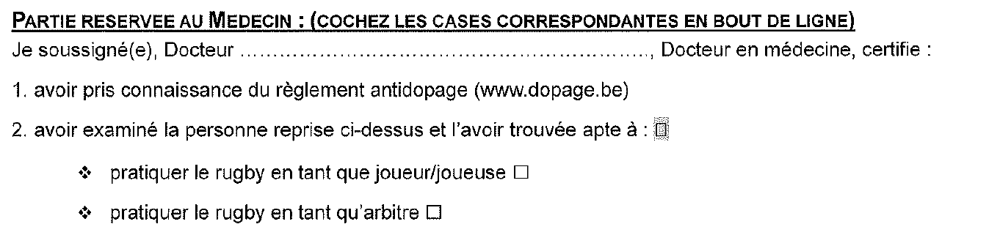 PARTIE RESERVEE AU MEDECIN : (COCHEZ LES CASES CORRESPONDANTES EN BOUT DE LIGNE)
Je soussigné(e), Docteur ................................................................, Docteur en médecine, certifie :
1. avoir pris connaissance du règlement antidopage (www.dopage.be)
2. avoir examiné la personne reprise ci-dessus et l'avoir trouvée apte à : ☐
❖ pratiquer le rugby en tant que joueur/joueuse ☐
❖ pratiquer le rugby en tant qu'arbitre ☐